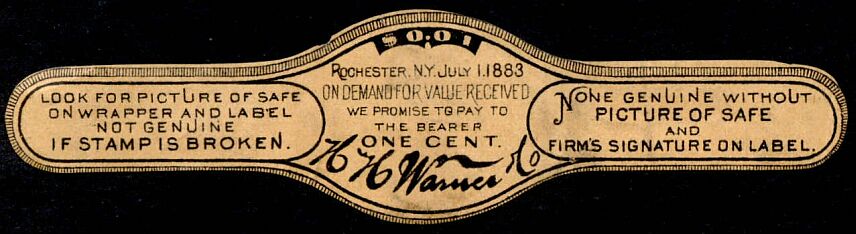 $0.01
ROCHESTER, N.Y. JULY 1.1883
ON DEMAND FOR VALUE RECEIVED
WE PROMISE TO PAY TO
THE BEARER
ONE CENT.
H H Warner & Co
LOOK FOR PICTURE OF SAFE
ON WRAPPER AND LABEL
NOT GENUINE
IF STAMP IS BROKEN.
NONE GENUINE WITHOUT
PICTURE OF SAFE
AND
FIRM'S SIGNATURE ON LABEL.